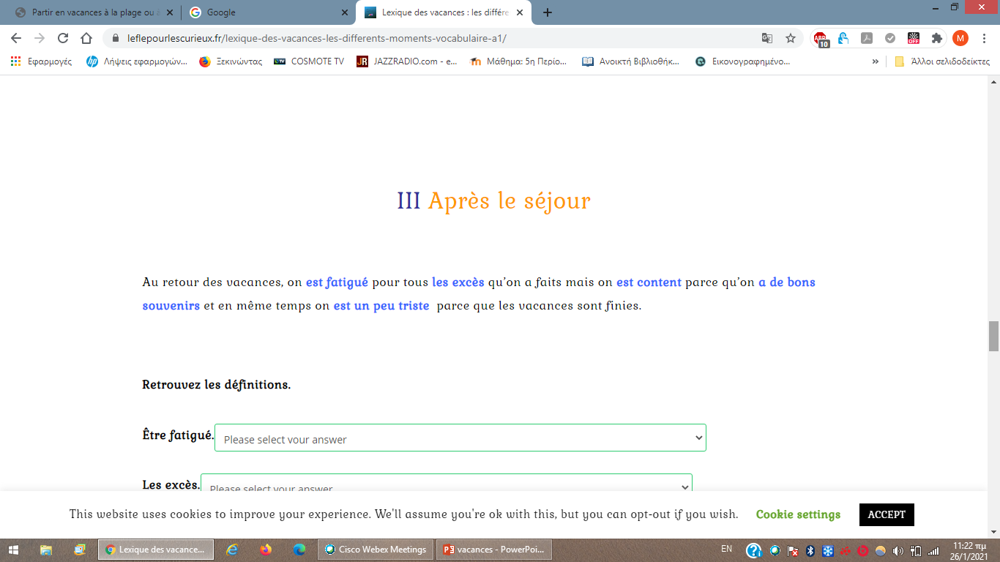 Partir en vacances à la plage ou à
Google
Lexique des vacances : les différe
leflepourlescurieux.fr/lexique-des-vacances-les-differents-moments-vocabulaire-a1/
ABP
10
OFF
M
Εφαρμογές
Λήψεις εφαρμογών...
Ξεκινώντας
COSMOTE TV
JAZZRADIO.com - e...
Μάθημα: 5η Περίο...
Ανοικτή Βιβλιοθήκ...
Εικονογραφημένο...
»
Άλλοι σελιδοδείκτες
III Après le séjour
Au retour des vacances, on est fatigué pour tous les excès qu'on a faits mais on est content parce qu'on a de bons
souvenirs et en même temps on est un peu triste parce que les vacances sont finies.
Retrouvez les définitions.
Être fatigué. Please select your answer
Les excès. Please select your answer
This website uses cookies to improve your experience. We'll assume you're ok with this, but you can opt-out if you wish. Cookie settings ACCEPT
Lexique des vacance...
Cisco Webex Meetings
vacances - PowerPoi...
EN
11:22 πμ
26/1/2021